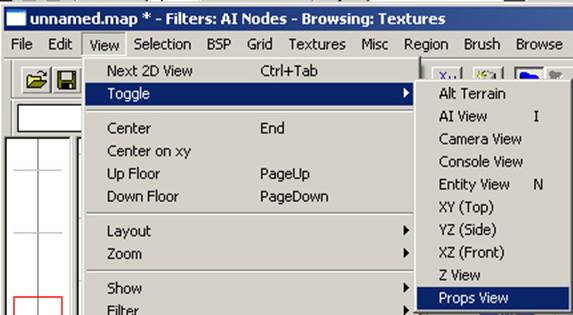 unnamed.map * - Filters: AI Nodes - Browsing: Textures
File Edit View Selection BSP Grid Textures Misc Region Brush Browse
Next 2D View Ctrl+Tab
Toggle
Center End
Center on xy
Up Floor PageUp
Down Floor PageDown
Layout
Zoom
Show
Filter
Alt Terrain
AI View I
Camera View
Console View
Entity View N
XY (Top)
YZ (Side)
XZ (Front)
Z View
Props View